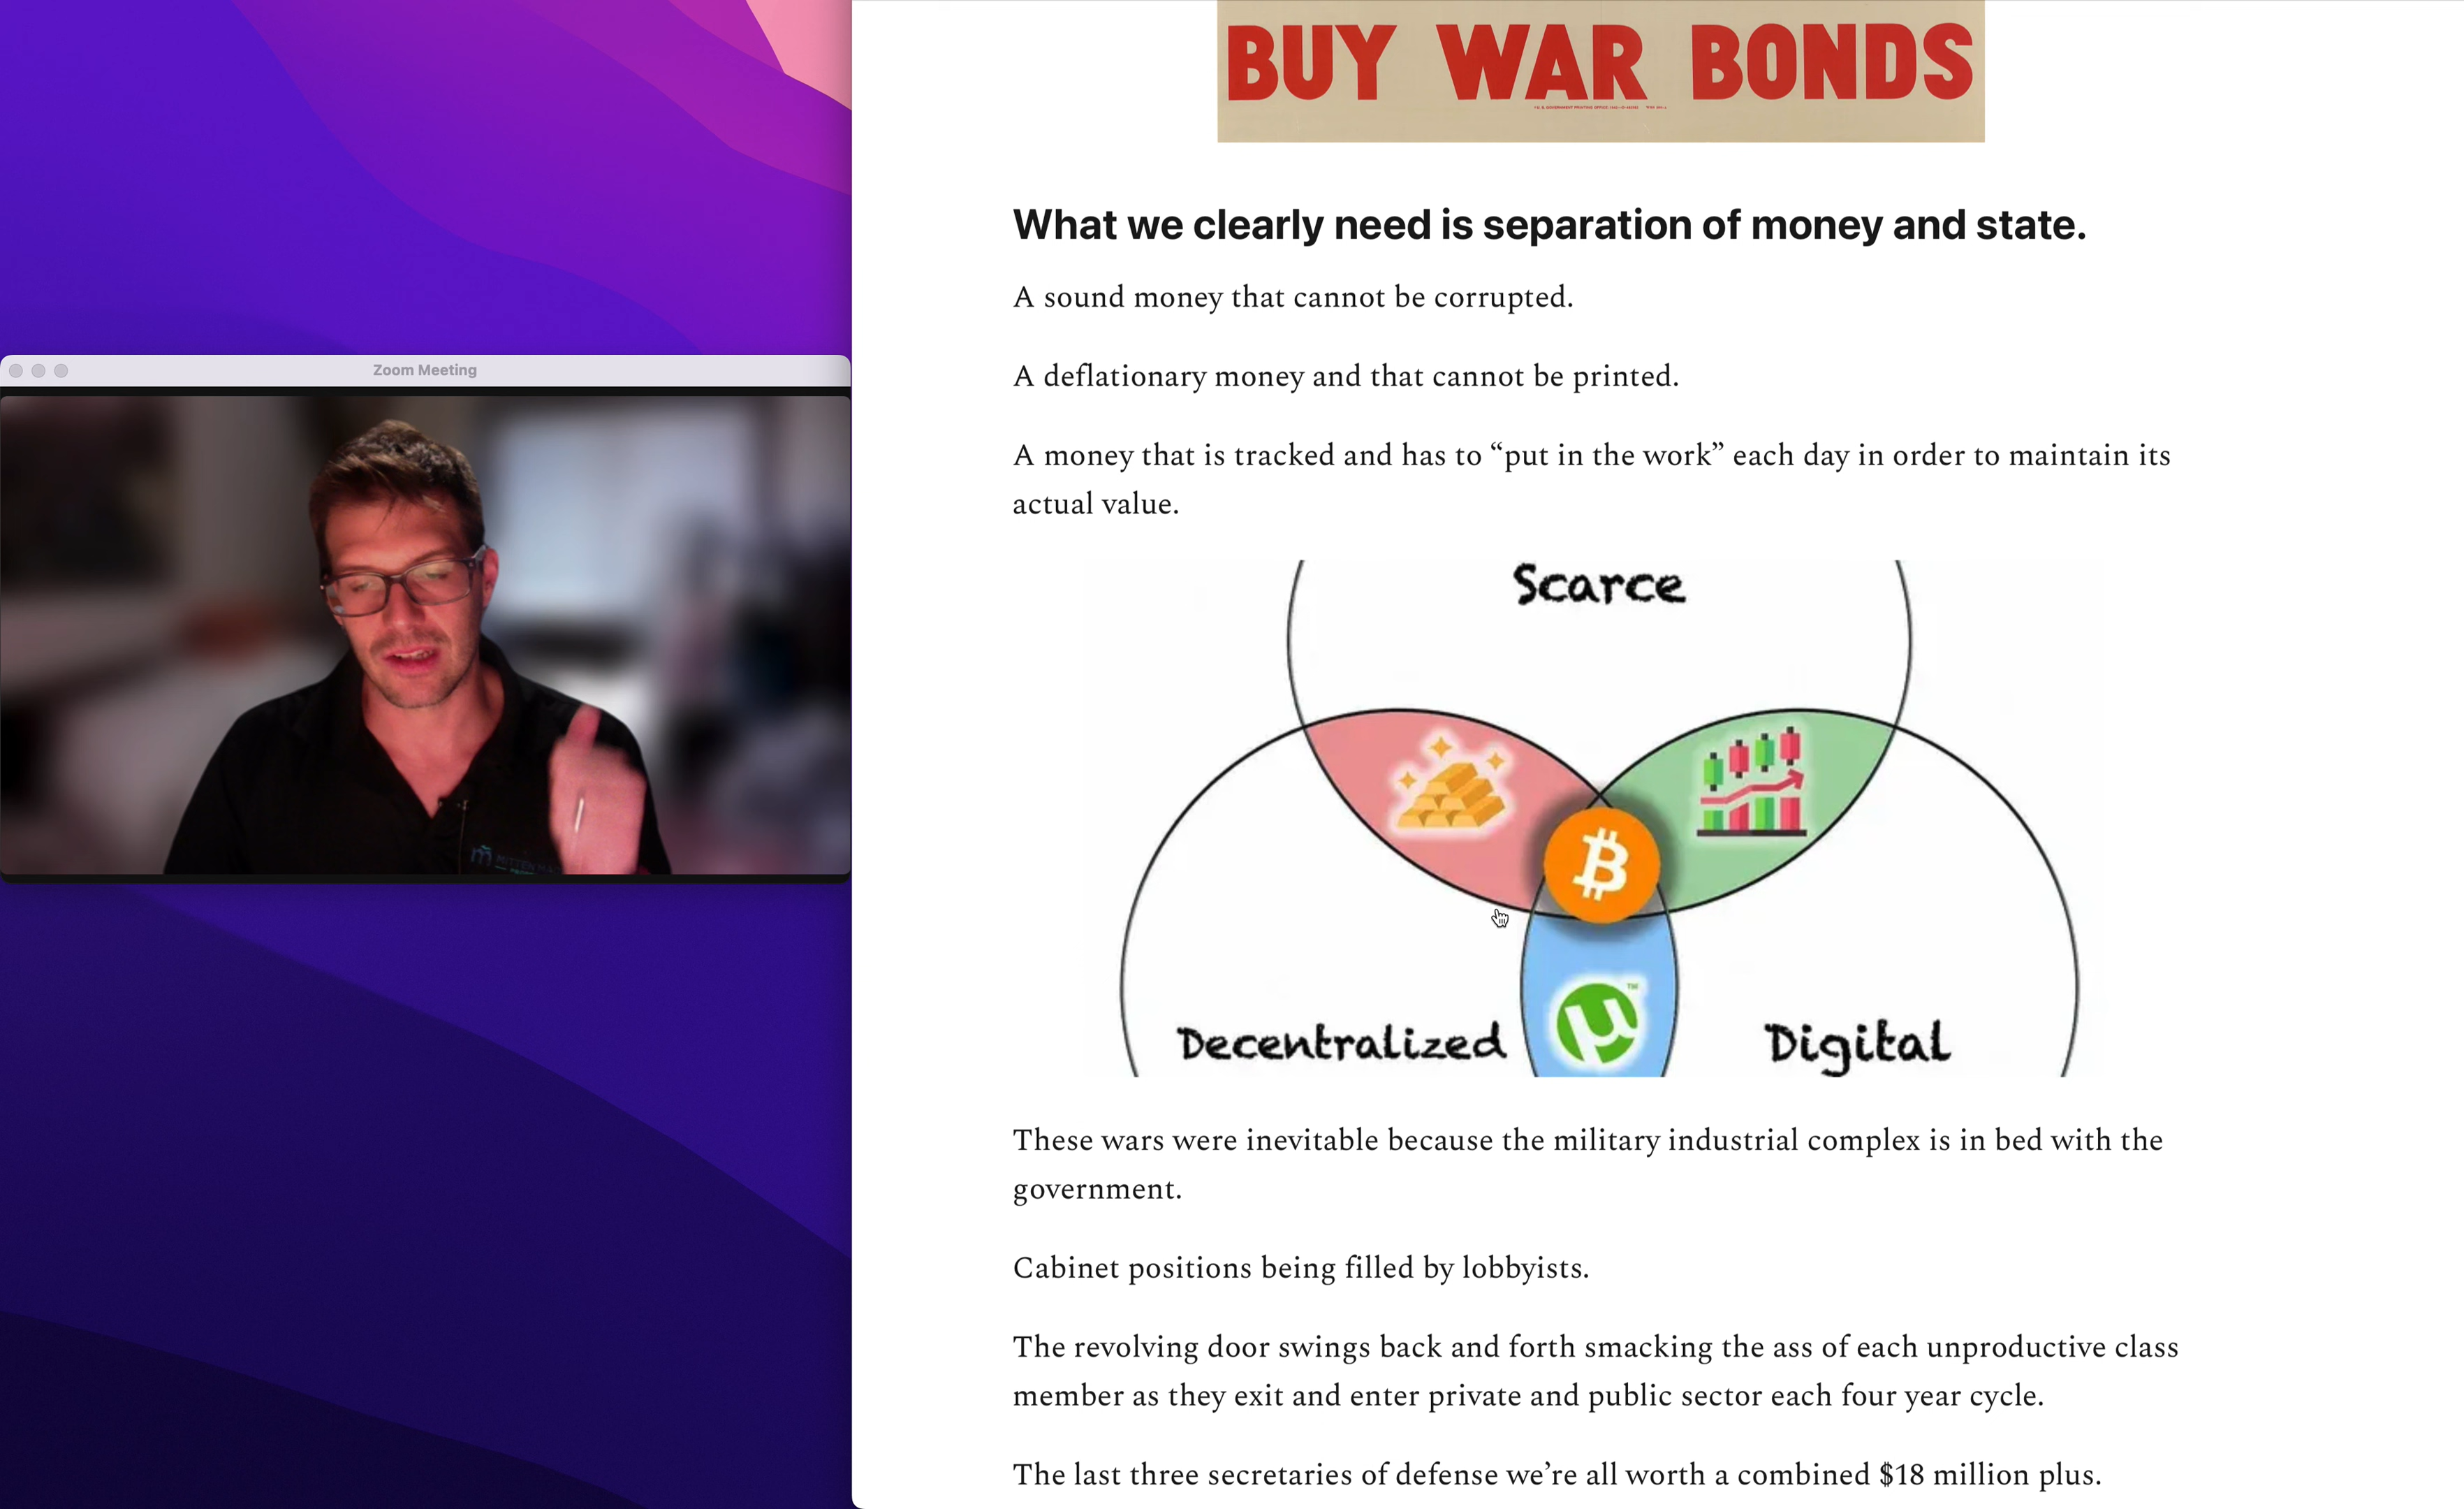 BUY WAR BONDS
What we clearly need is separation of money and state.
A sound money that cannot be corrupted.
A deflationary money and that cannot be printed.
A money that is tracked and has to “put in the work” each day in order to maintain its
actual value.
Zoom Meeting
Scarce
Decentralized
Digital
TM
These wars were inevitable because the military industrial complex is in bed with the
government.
Cabinet positions being filled by lobbyists.
The revolving door swings back and forth smacking the ass of each unproductive class
member as they exit and enter private and public sector each four year cycle.
The last three secretaries of defense we’re all worth a combined $18 million plus.